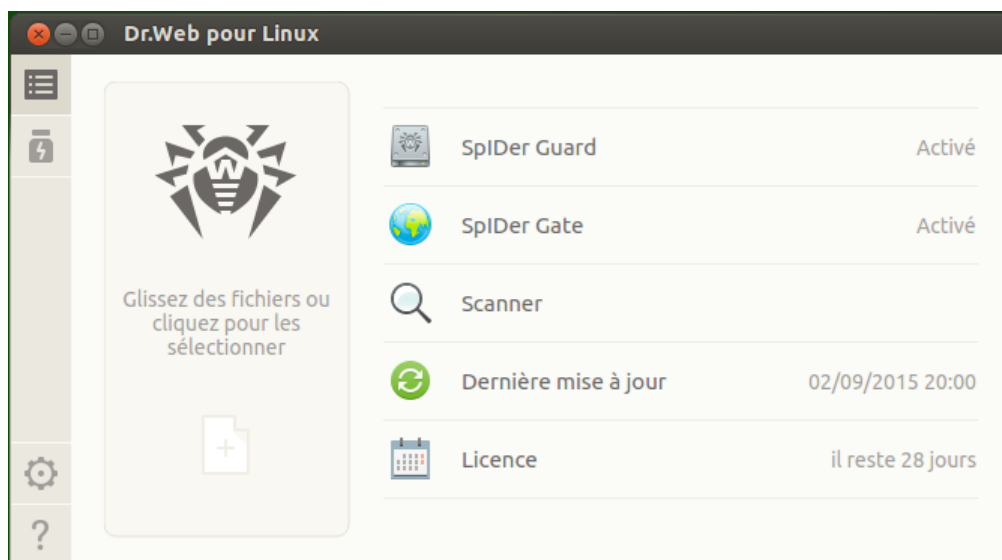 Dr.Web pour Linux
Glissez des fichiers ou
cliquez pour les
sélectionner
SpIDer Guard
Activé
SpIDer Gate
Activé
Scanner
Dernière mise à jour
02/09/2015 20:00
Licence
il reste 28 jours
?